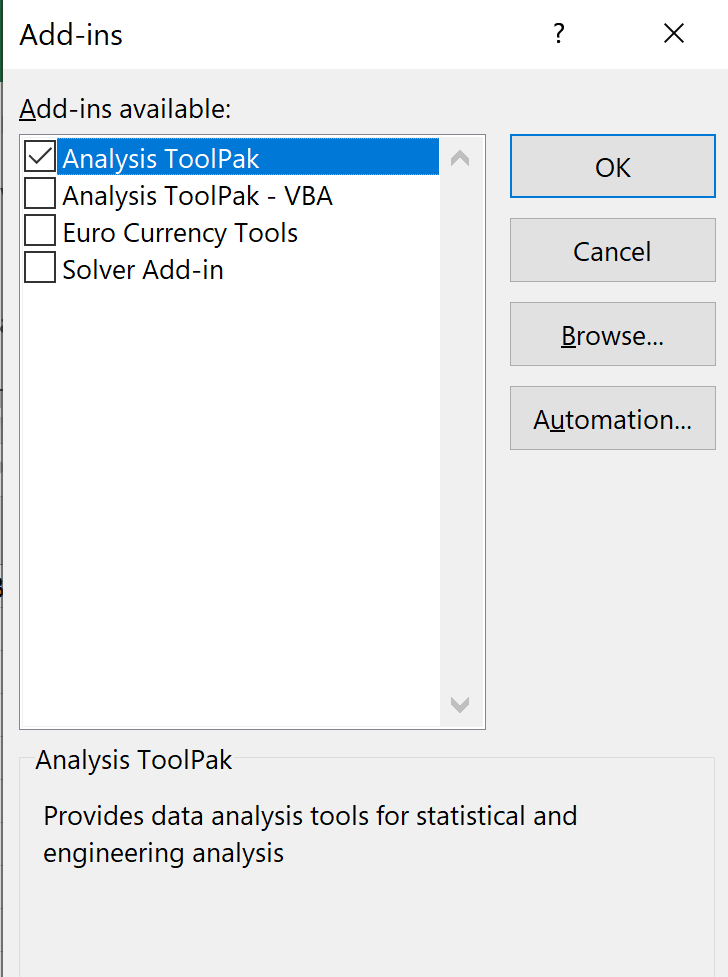 Add-ins
?
Add-ins available:
Analysis ToolPak
Analysis ToolPak - VBA
Euro Currency Tools
Solver Add-in
OK
Cancel
Browse...
Automation...
Analysis ToolPak
Provides data analysis tools for statistical and
engineering analysis